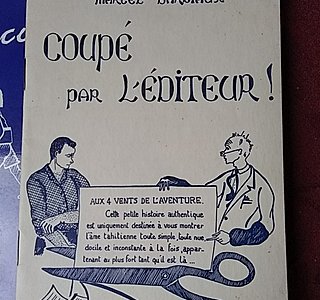 MARCEL
COUPÉ
PAR L'ÉDITEUR !
AUX 4 VENTS DE L'AVENTURE.
Cette petite histoire authentique
est uniquement destinée à vous montrer
l'âme tahitienne toute simple, toute nue,
docile et inconstante à la fois, appar-
tenant au plus fort tant qu'il est là ...